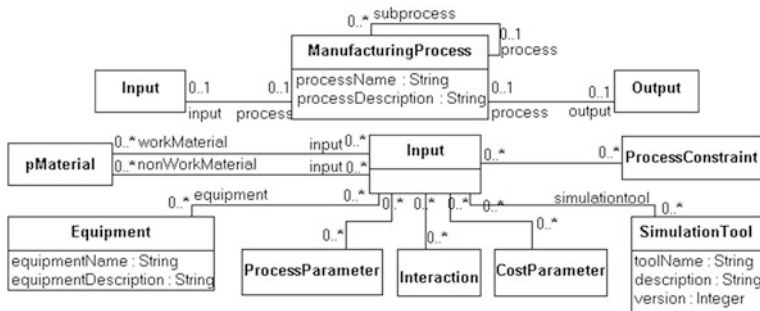 0..* subprocess
ManufacturingProcess 0..1
process
processName : String
processDescription : String
Input 0..1 0..1 0..1 0..1 Output
input process process output
pMaterial 0..* workMaterial input 0..* Input 0..* 0..* ProcessConstraint
0..* nonWorkMaterial input 0..*
0..* equipment 0..* 0..* 0..* 0..* 0..* simulationtool 0..*
Equipment
equipmentName : String
equipmentDescription : String
0..* 0..* 0..*
ProcessParameter Interaction CostParameter
SimulationTool
toolName : String
description : String
version : Integer